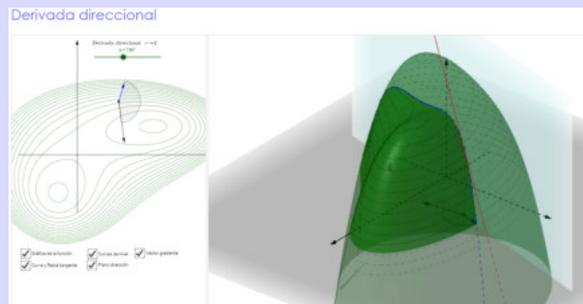 Derivada direccional
Derivada direccional
Gráfica de la función
Curvas de nivel
Vector gradiente
Curva y Recta tangente
Plano dirección